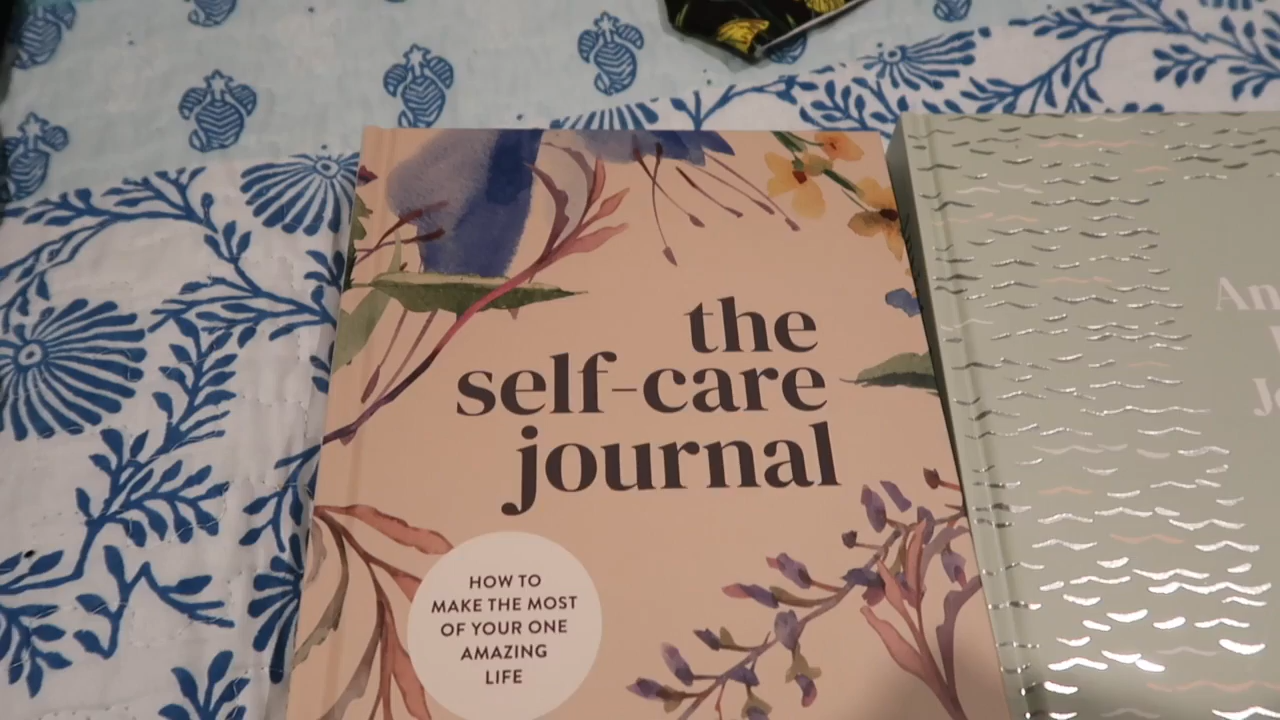 the
self-care
journal
HOW TO
MAKE THE MOST
OF YOUR ONE
AMAZING
LIFE